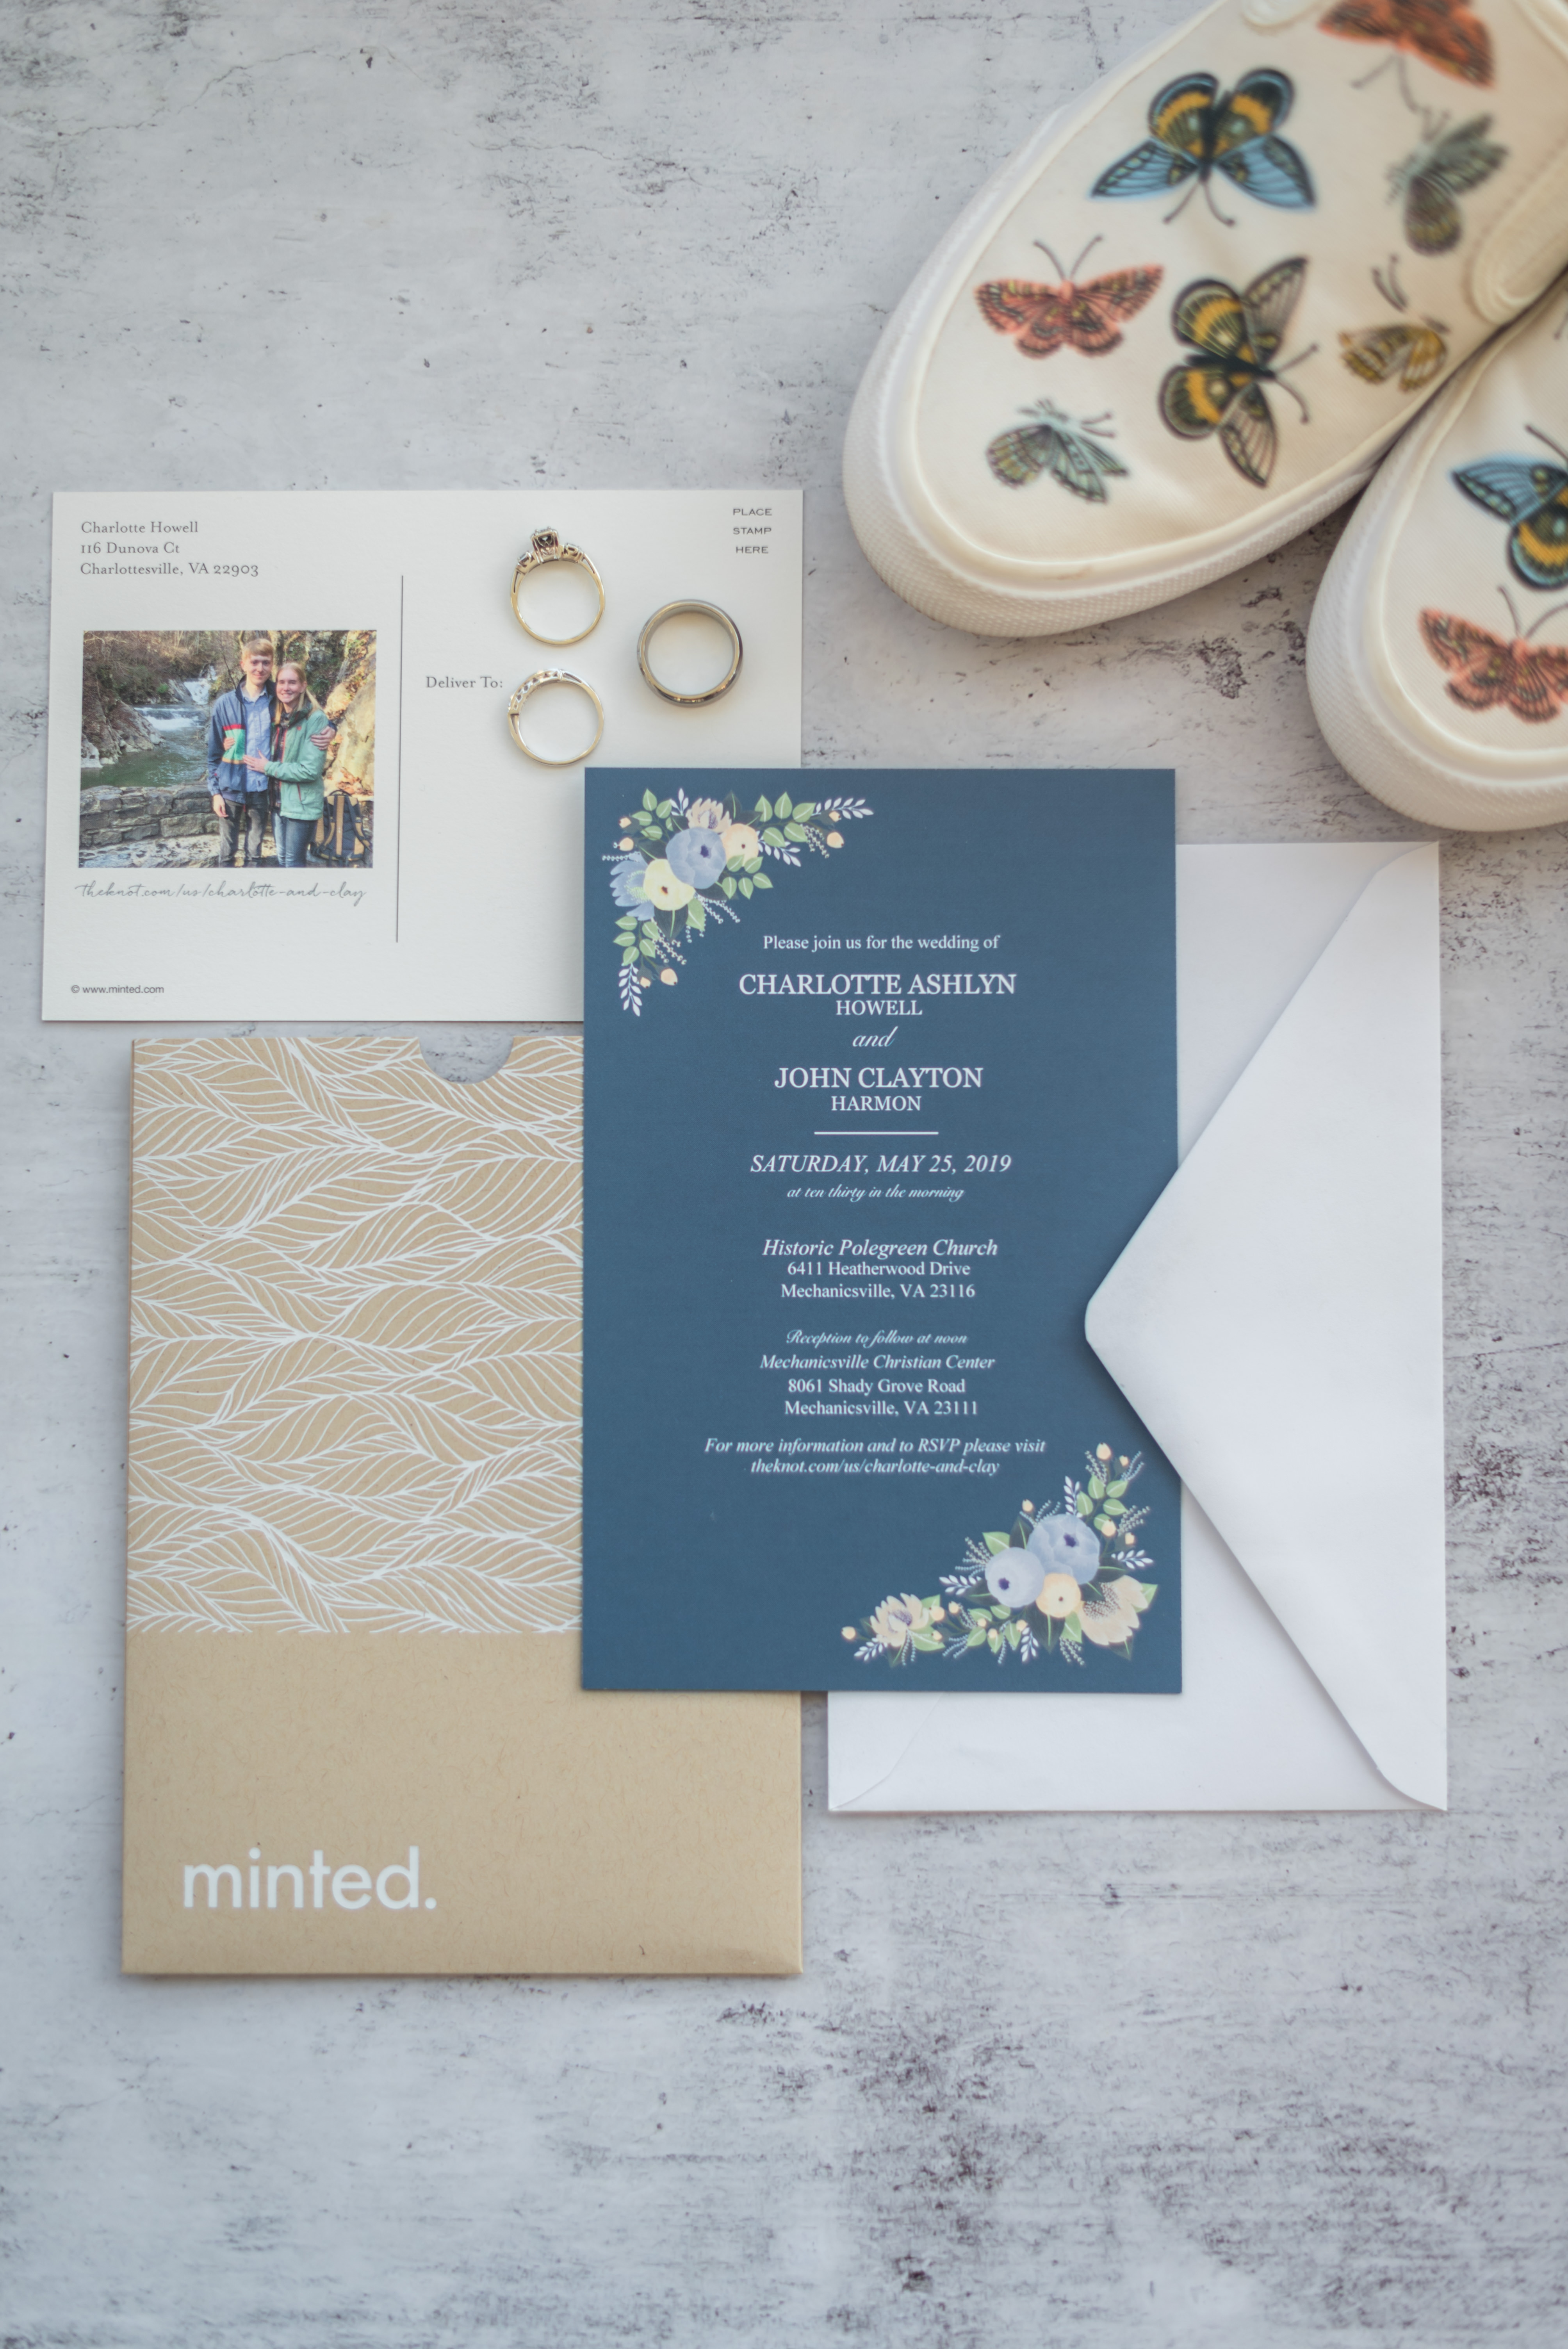 Charlotte Howell
116 Dunova Ct
Charlottesville, VA 22903
PLACE
STAMP
HERE
Deliver To:
theknot.com/us/charlotte-and-clay
© www.minted.com
Please join us for the wedding of
CHARLOTTE ASHLYN
HOWELL
and
JOHN CLAYTON
HARMON
SATURDAY, MAY 25, 2019
at ten thirty in the morning
Historic Polegreen Church
6411 Heatherwood Drive
Mechanicsville, VA 23116
Reception to follow at noon
Mechanicsville Christian Center
8061 Shady Grove Road
Mechanicsville, VA 23111
For more information and to RSVP please visit
theknot.com/us/charlotte-and-clay
minted.